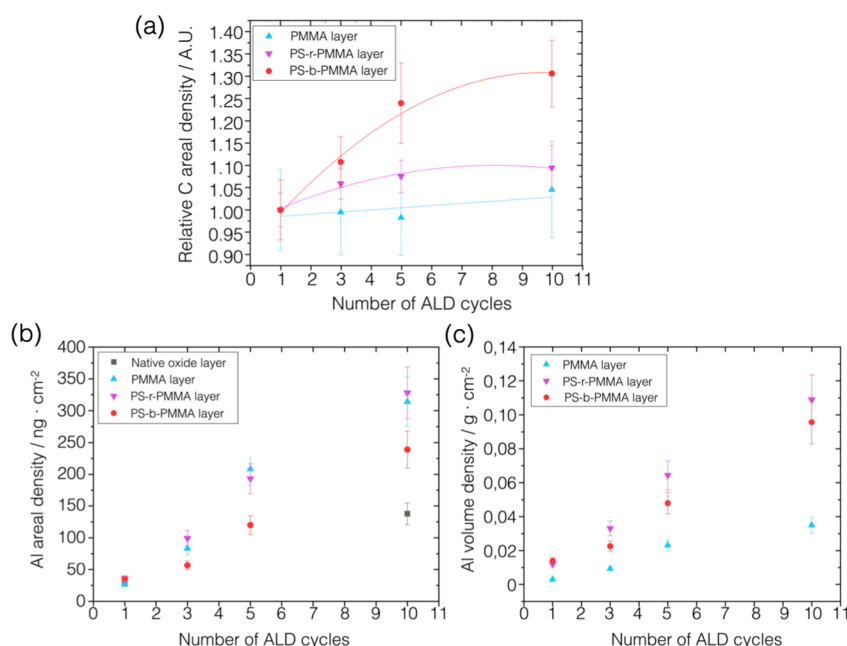 (a)
Relative C areal density / A.U.
1.40
1.35
1.30
1.25
1.20
1.15
1.10
1.05
1.00
0.95
0.90
PMMA layer
PS-r-PMMA layer
PS-b-PMMA layer
0 1 2 3 4 5 6 7 8 9 10 11
Number of ALD cycles
(b)
Al areal density / ng · cm⁻²
400
350
300
250
200
150
100
50
0
Native oxide layer
PMMA layer
PS-r-PMMA layer
PS-b-PMMA layer
0 1 2 3 4 5 6 7 8 9 10 11
Number of ALD cycles
(c)
Al volume density / g · cm⁻²
0,14
0,12
0,10
0,08
0,06
0,04
0,02
0
PMMA layer
PS-r-PMMA layer
PS-b-PMMA layer
0 1 2 3 4 5 6 7 8 9 10 11
Number of ALD cycles